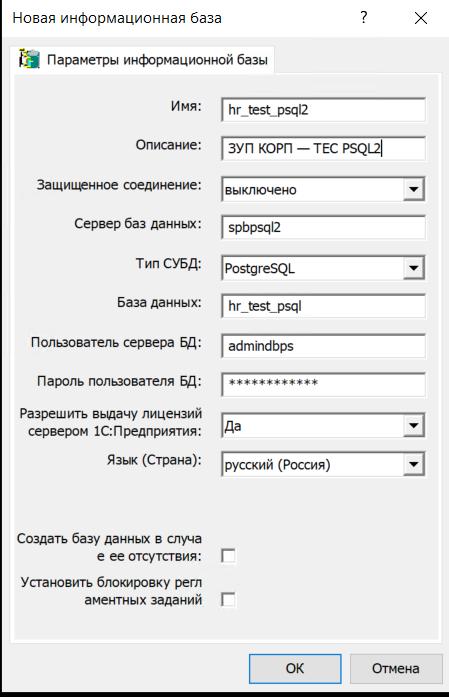 Новая информационная база
Параметры информационной базы
Имя: hr_test_psql2
Описание: ЗУП КОРП — ТЕС PSQL2
Защищенное соединение: выключено
Сервер баз данных: spbpsql2
Тип СУБД: PostgreSQL
База данных: hr_test_psql
Пользователь сервера БД: admindbps
Пароль пользователя БД: ************
Разрешить выдачу лицензий
сервером 1С:Предприятия: Да
Язык (Страна): русский (Россия)
Создать базу данных в случа
е ее отсутствия:
Установить блокировку регл
аментных заданий
ОК Отмена